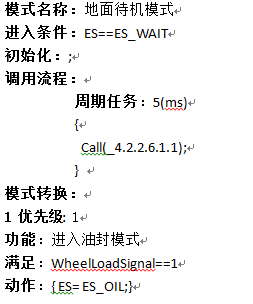 模式名称：地面待机模式
进入条件：ES==ES_WAIT
初始化：;
调用流程：
周期任务：5(ms)
{
Call(_4.2.2.6.1.1);
}
模式转换：
1 优先级: 1
功能：进入油封模式
满足：WheelLoadSignal==1
动作：{ES=ES_OIL;}